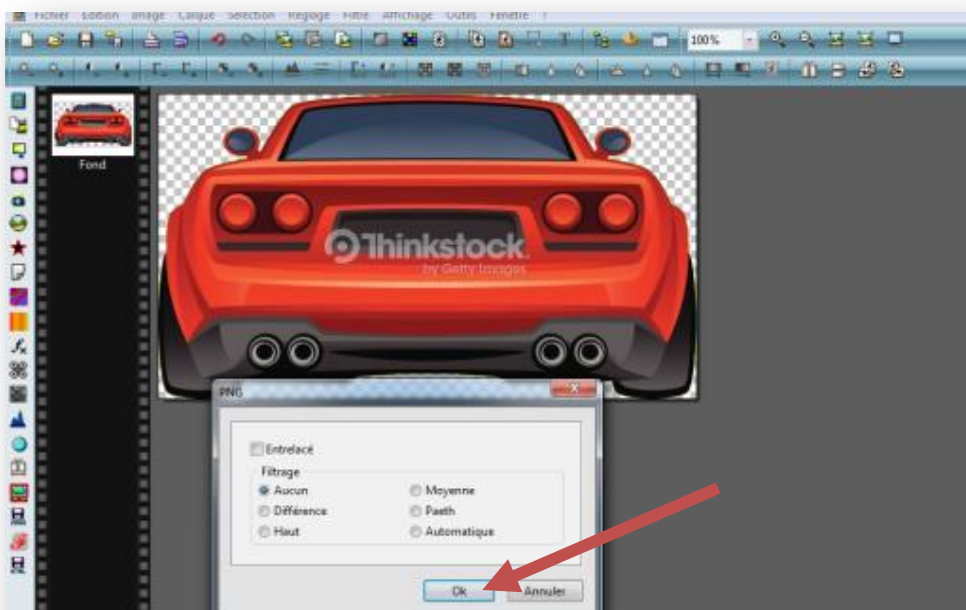 Fichier Edition Image Calque Sélection Réglage Filtre Affichage Outils Fenêtre ?
100%
Fond
Thinkstock
by Getty Images
PNG
Entrelacé
Filtrage
Aucun Moyenne
Différence Paeth
Haut Automatique
Ok Annuler